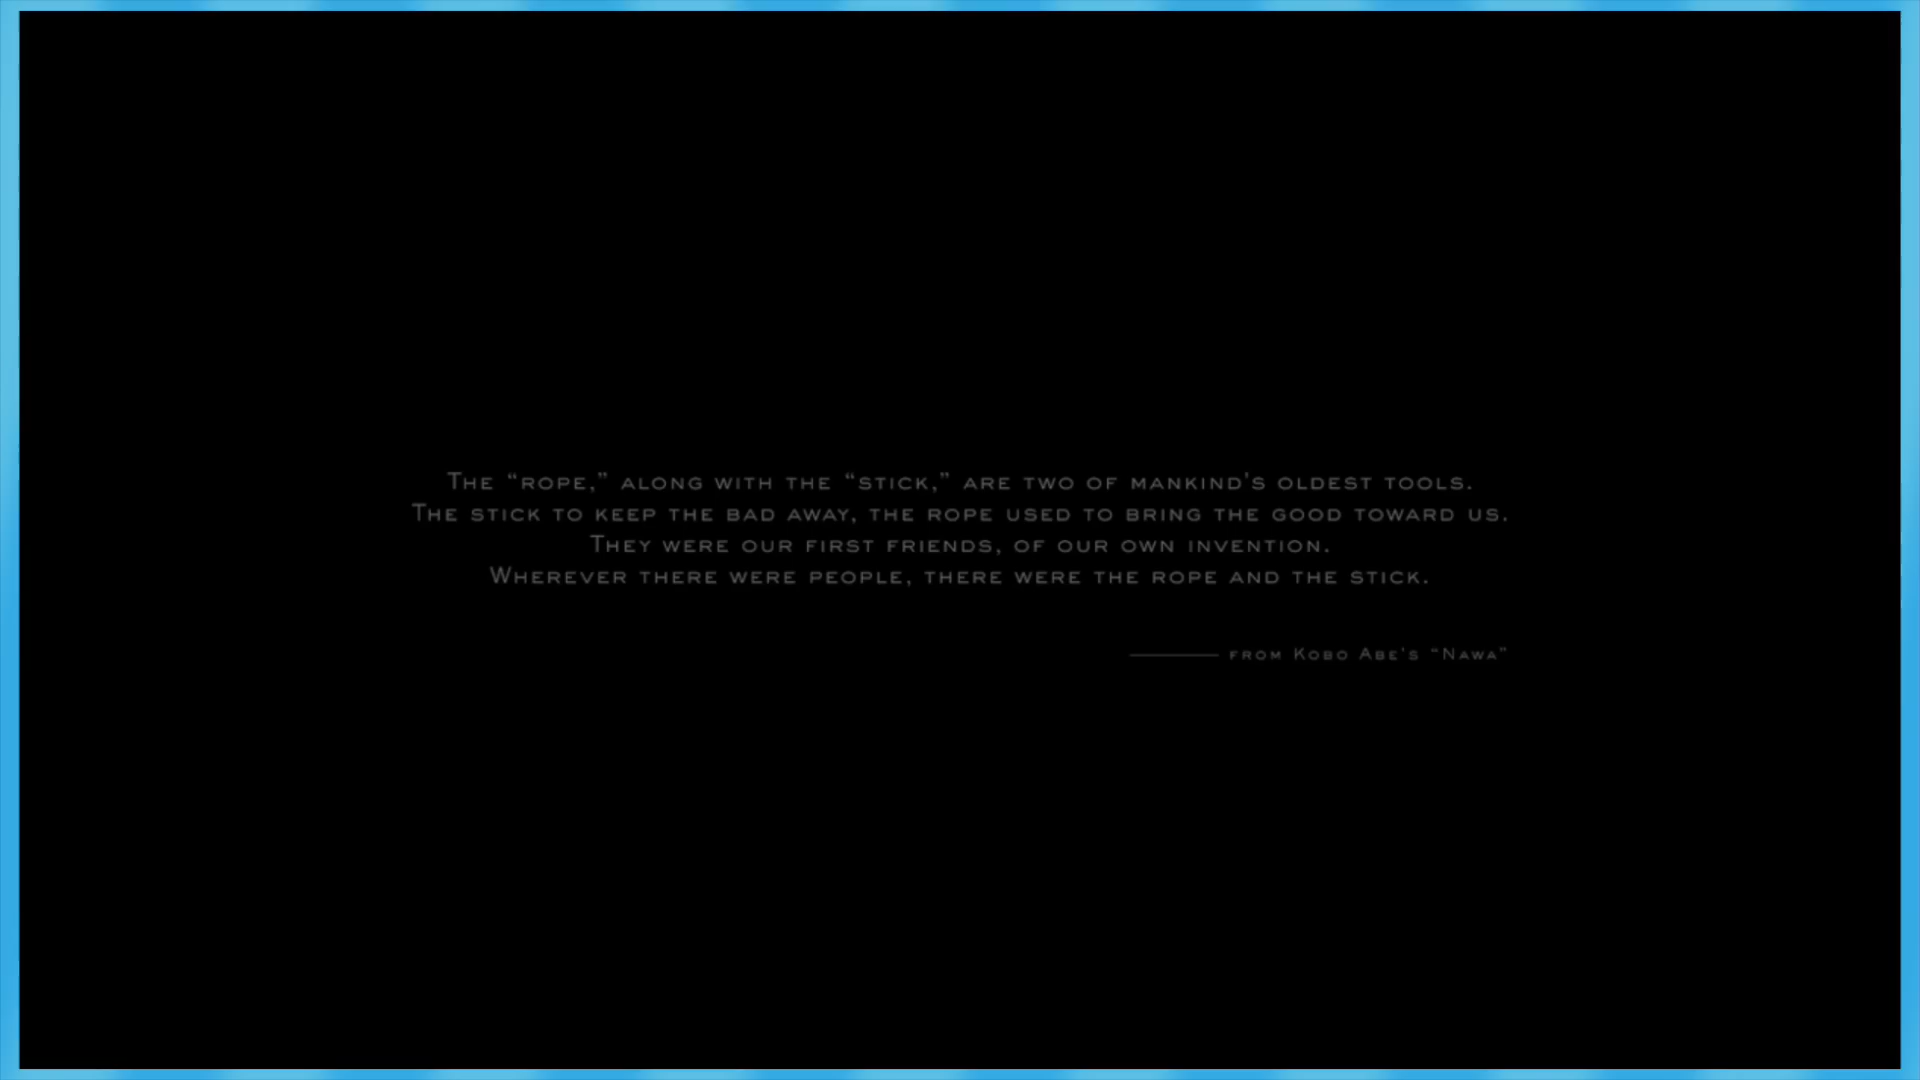 The “rope,” along with the “stick,” are two of mankind's oldest tools.
The stick to keep the bad away, the rope used to bring the good toward us.
They were our first friends, of our own invention.
Wherever there were people, there were the rope and the stick.
from Kobo Abe's “Nawa”